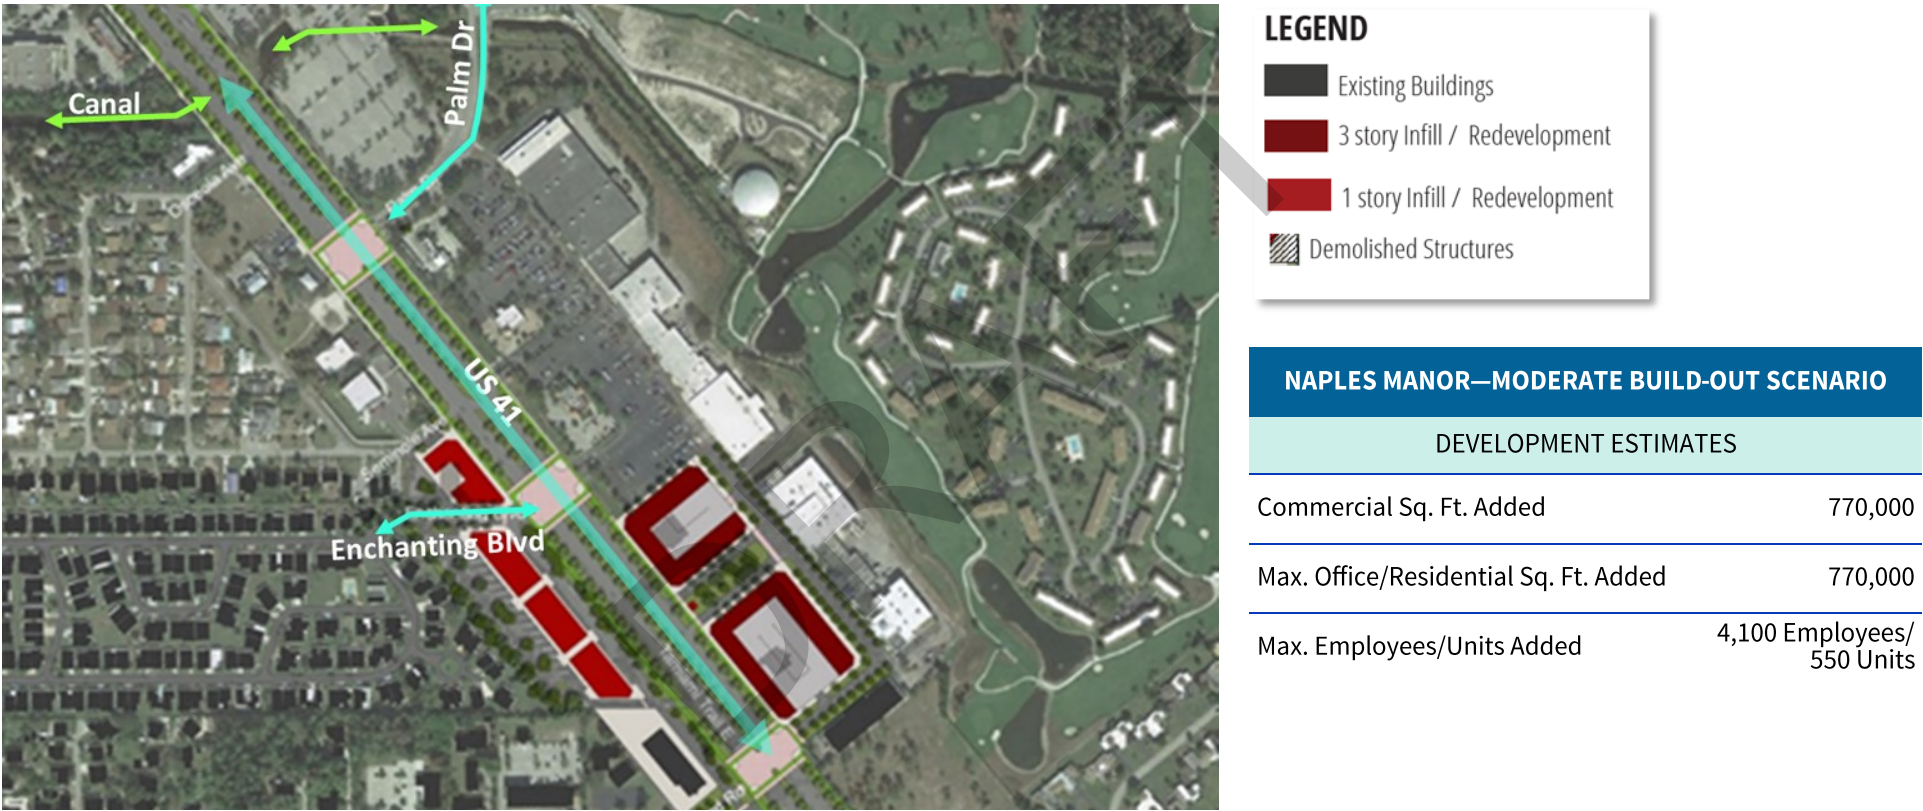 Canal
Palm Dr
US 41
Enchanting Blvd
DRAFT
LEGEND
Existing Buildings
3 story Infill / Redevelopment
1 story Infill / Redevelopment
Demolished Structures
NAPLES MANOR—MODERATE BUILD-OUT SCENARIO
DEVELOPMENT ESTIMATES
Commercial Sq. Ft. Added 770,000
Max. Office/Residential Sq. Ft. Added 770,000
Max. Employees/Units Added 4,100 Employees/
550 Units